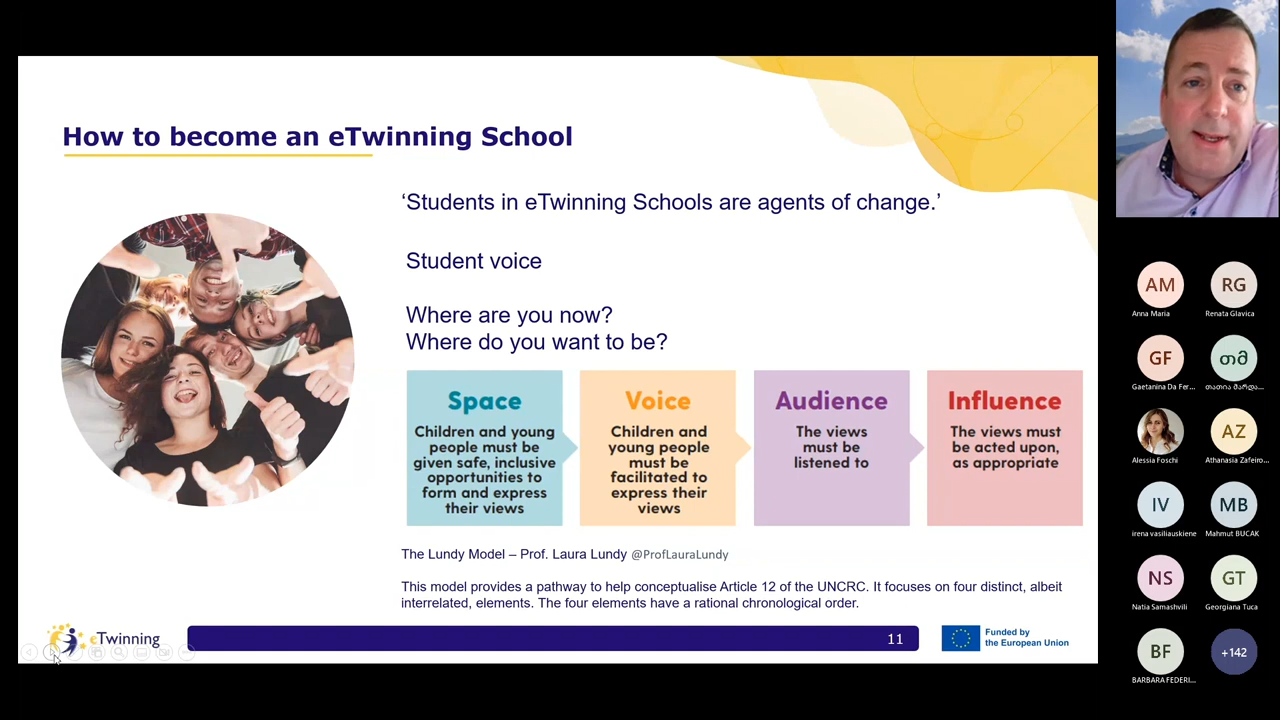 How to become an eTwinning School
‘Students in eTwinning Schools are agents of change.’
Student voice
Where are you now?
Where do you want to be?
Space
Children and young
people must be
given safe, inclusive
opportunities to
form and express
their views
Voice
Children and
young people
must be
facilitated to
express their
views
Audience
The views
must be
listened to
Influence
The views must
be acted upon,
as appropriate
The Lundy Model – Prof. Laura Lundy @ProfLauraLundy
This model provides a pathway to help conceptualise Article 12 of the UNCRC. It focuses on four distinct, albeit
interrelated, elements. The four elements have a rational chronological order.
eTwinning
11
Funded by
the European Union
AM
Anna Maria
RG
Renata Glavica
GF
Gaetanina Da Fer...
თმ
თათია მარდა...
Alessia Foschi
AZ
Athanasia Zafeiro...
IV
irena vasiliauskiene
MB
Mahmut BUCAK
NS
Natia Samashvili
GT
Georgiana Tuca
BF
BARBARA FEDERI...
+142